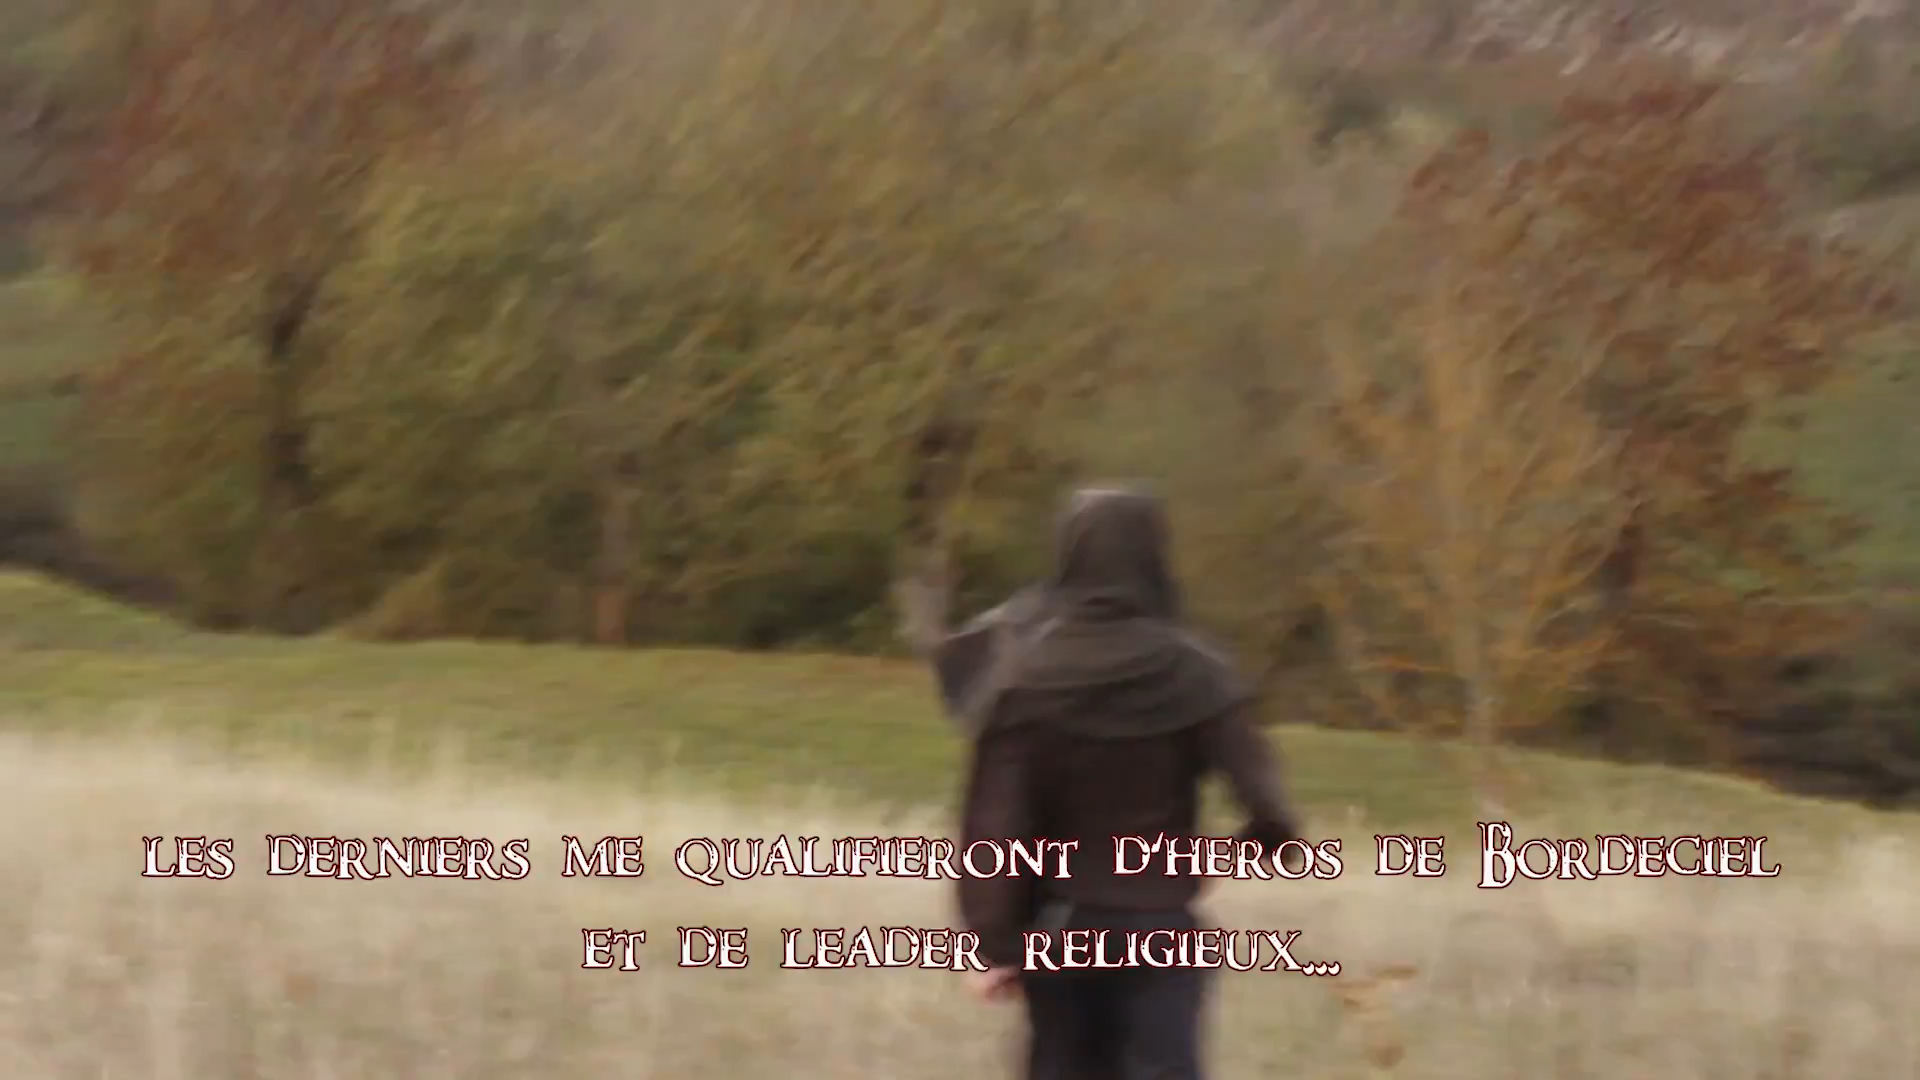 les derniers me qualifieront d'heros de Bordeciel
et de leader religieux...